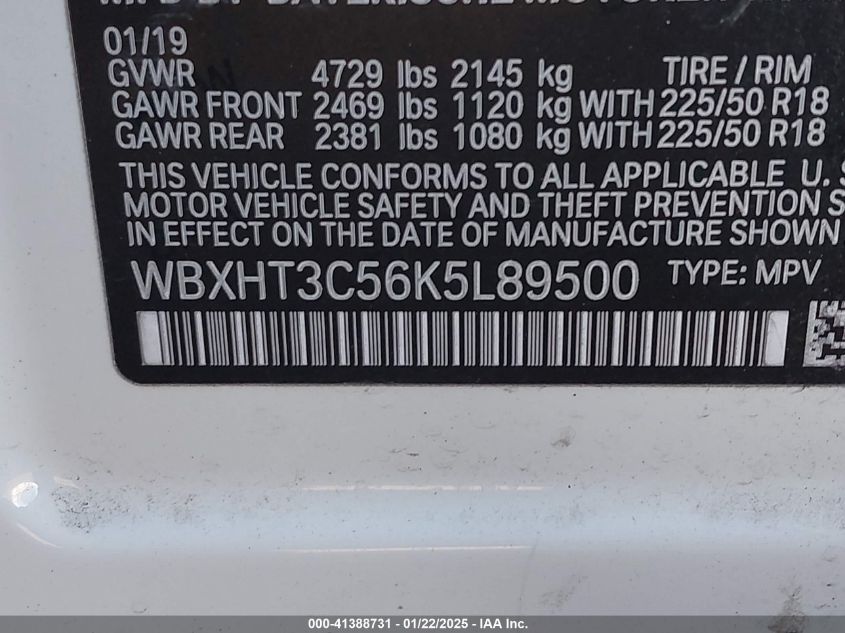 01/19
GVWR 4729 lbs 2145 kg TIRE / RIM
GAWR FRONT 2469 lbs 1120 kg WITH 225/50 R18
GAWR REAR 2381 lbs 1080 kg WITH 225/50 R18
THIS VEHICLE CONFORMS TO ALL APPLICABLE U. S
MOTOR VEHICLE SAFETY AND THEFT PREVENTION S
IN EFFECT ON THE DATE OF MANUFACTURE SHOWN
WBXHT3C56K5L89500 TYPE: MPV
000-41388731 - 01/22/2025 - IAA Inc.